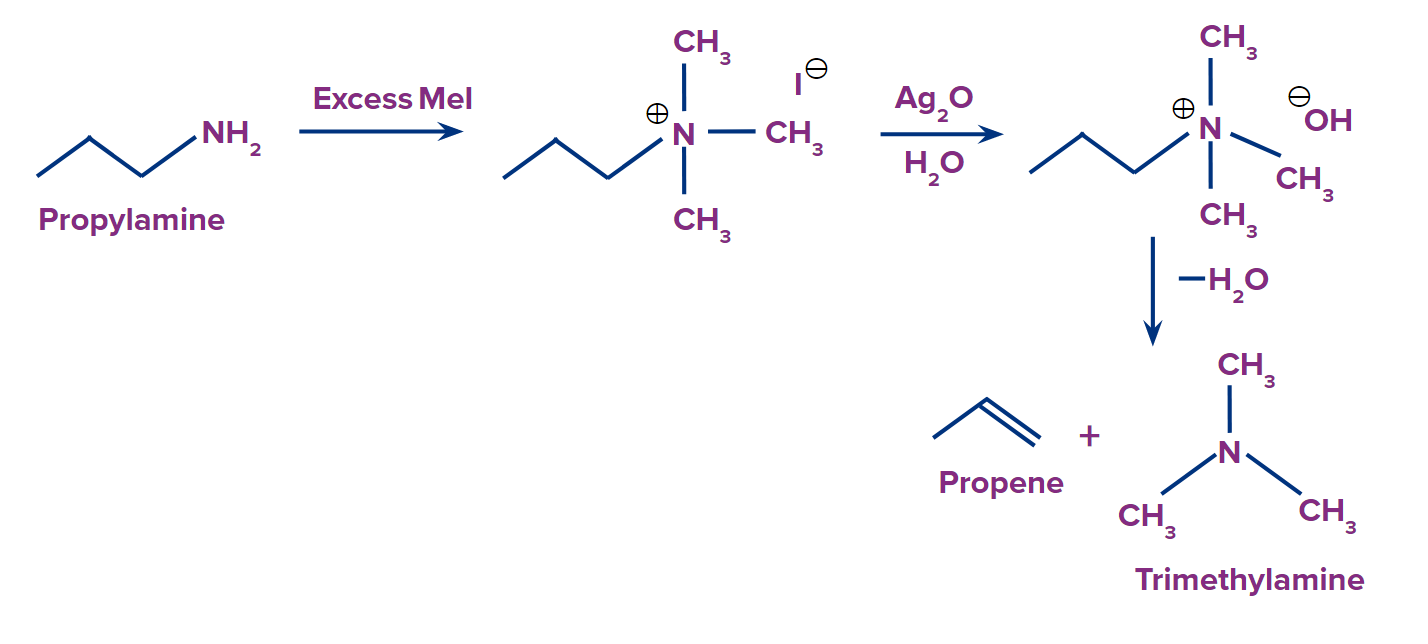 NH₂
Propylamine
Excess MeI
CH₃
⊕
N
CH₃
I⊖
CH₃
Ag₂O
H₂O
CH₃
⊕
N
⊖
OH
CH₃
CH₃
−H₂O
Propene
+
CH₃
N
CH₃
CH₃
Trimethylamine